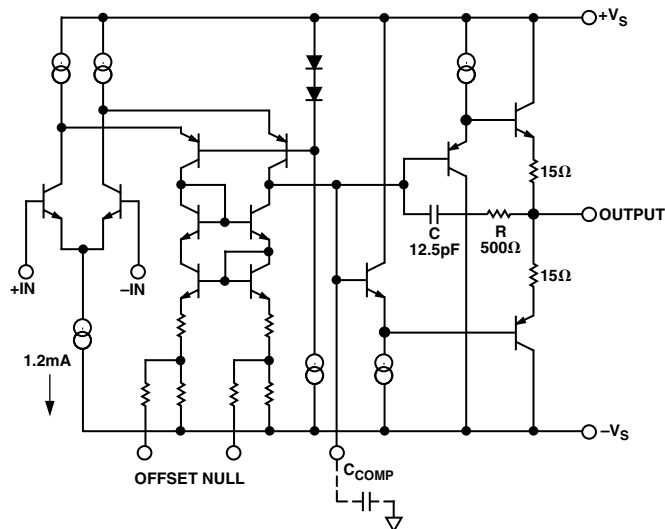 +VS
15Ω
OUTPUT
C
12.5pF
R
500Ω
15Ω
+IN
–IN
1.2mA
–VS
OFFSET NULL
CCOMP